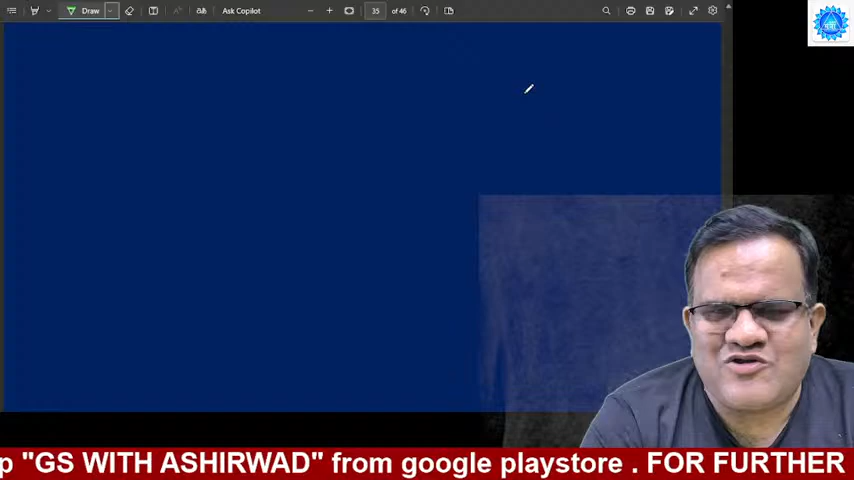 Draw
Ask Copilot
35
of 46
p "GS WITH ASHIRWAD" from google playstore . FOR FURTHER